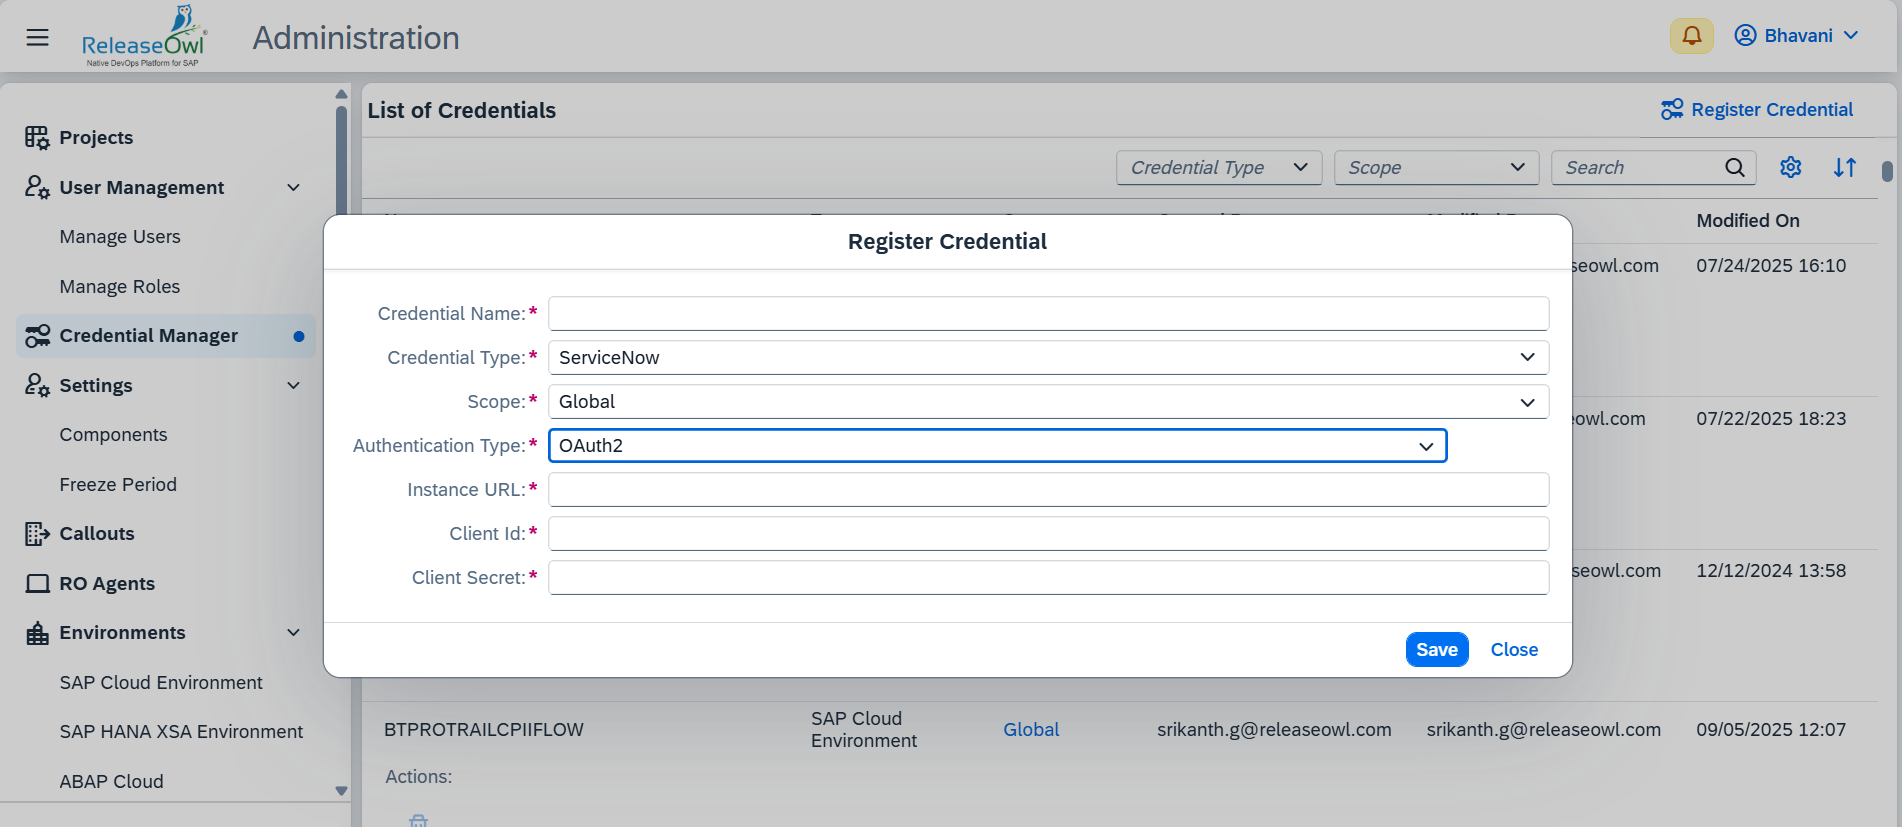 ReleaseOwl
®
Native DevOps Platform for SAP
Administration
Bhavani
Projects
User Management
Manage Users
Manage Roles
Credential Manager
Settings
Components
Freeze Period
Callouts
RO Agents
Environments
SAP Cloud Environment
SAP HANA XSA Environment
ABAP Cloud
List of Credentials
Register Credential
Credential Type
Scope
Search
Modified On
seowl.com 07/24/2025 16:10
eowl.com 07/22/2025 18:23
seowl.com 12/12/2024 13:58
Register Credential
Credential Name:*
Credential Type:* ServiceNow
Scope:* Global
Authentication Type:* OAuth2
Instance URL:*
Client Id:*
Client Secret:*
Save Close
BTPROTRAILCPIIFLOW SAP Cloud Environment Global srikanth.g@releaseowl.com srikanth.g@releaseowl.com 09/05/2025 12:07
Actions: